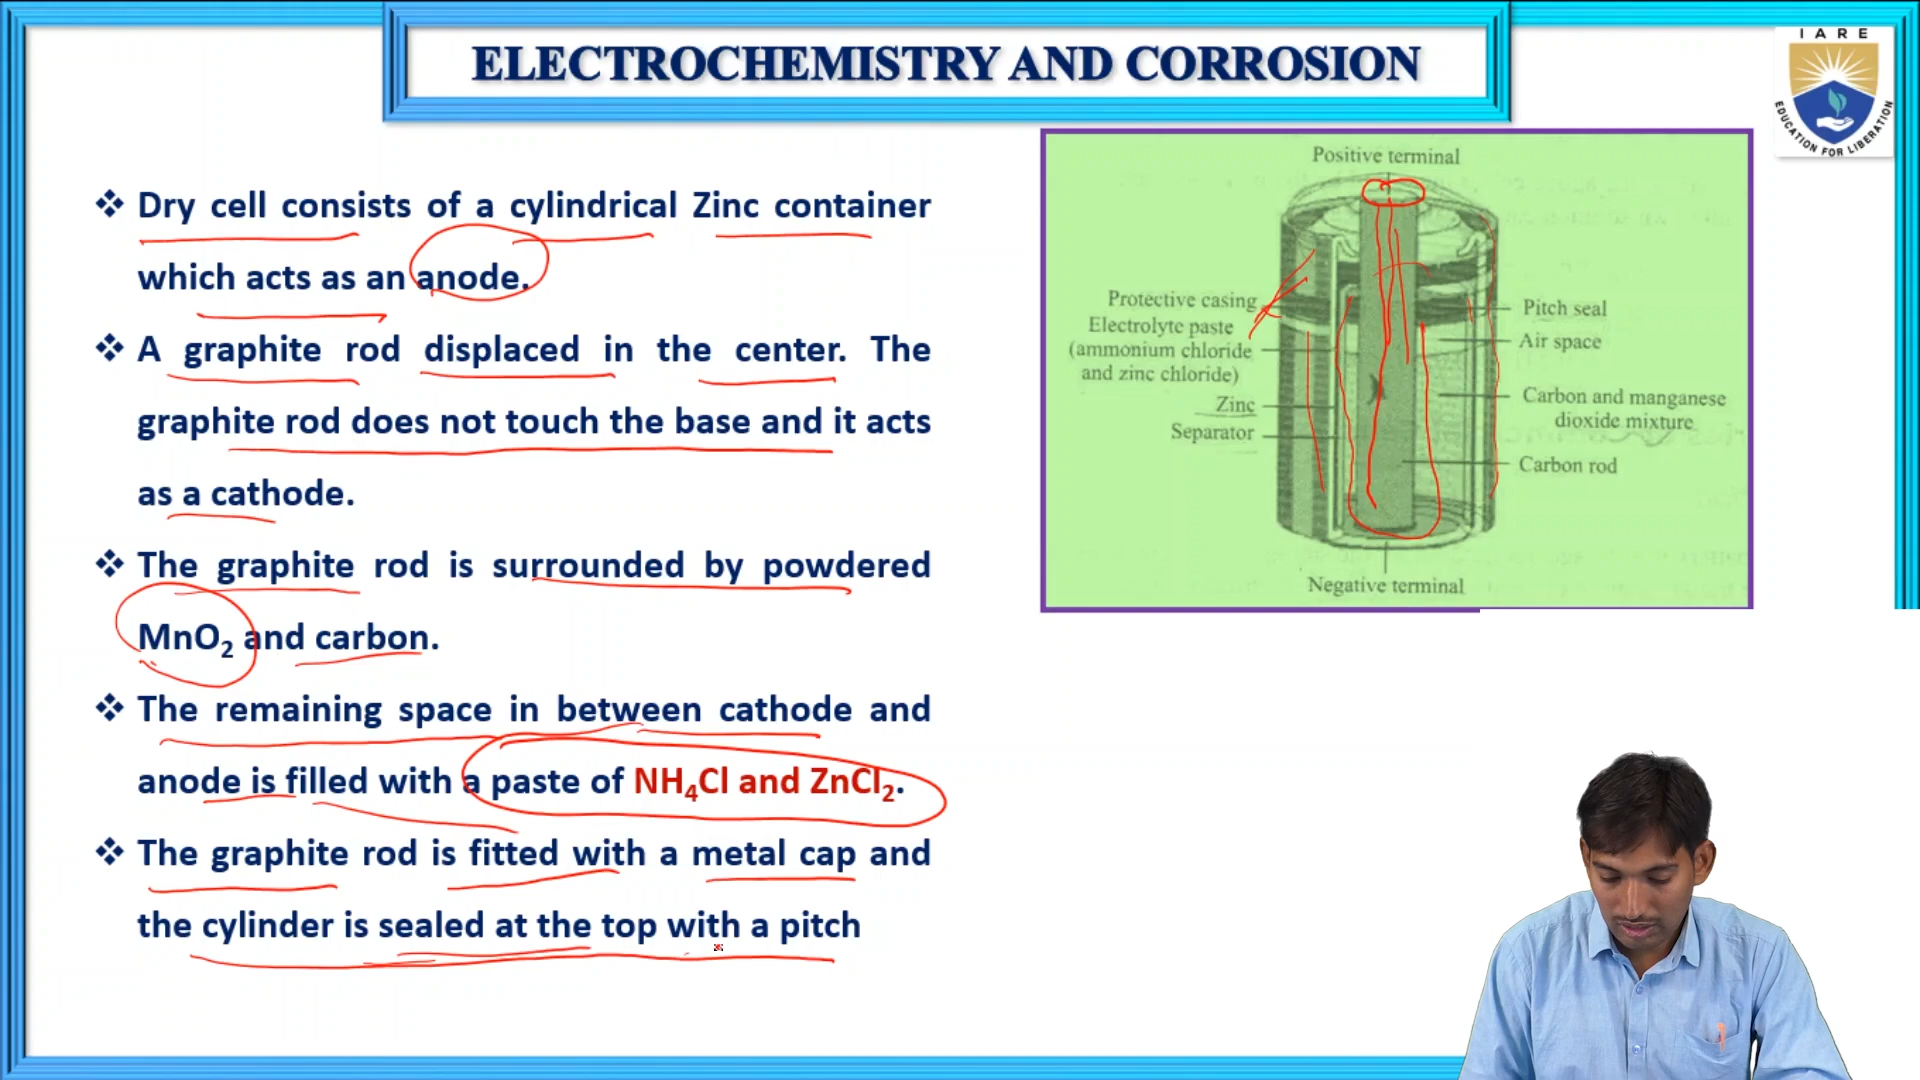 ELECTROCHEMISTRY AND CORROSION
IARE
EDUCATION FOR LIBERATION
❖ Dry cell consists of a cylindrical Zinc container
which acts as an anode.
❖ A graphite rod displaced in the center. The
graphite rod does not touch the base and it acts
as a cathode.
❖ The graphite rod is surrounded by powdered
MnO₂ and carbon.
❖ The remaining space in between cathode and
anode is filled with a paste of NH₄Cl and ZnCl₂.
❖ The graphite rod is fitted with a metal cap and
the cylinder is sealed at the top with a pitch
Positive terminal
Protective casing
Electrolyte paste
(ammonium chloride
and zinc chloride)
Zinc
Separator
Pitch seal
Air space
Carbon and manganese
dioxide mixture
Carbon rod
Negative terminal